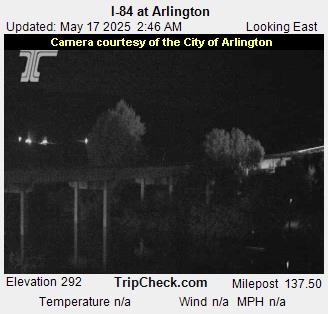 I-84 at Arlington
Updated: May 17 2025 2:46 AM Looking East
Camera courtesy of the City of Arlington
Elevation 292 TripCheck.com Milepost 137.50
Temperature n/a Wind n/a MPH n/a